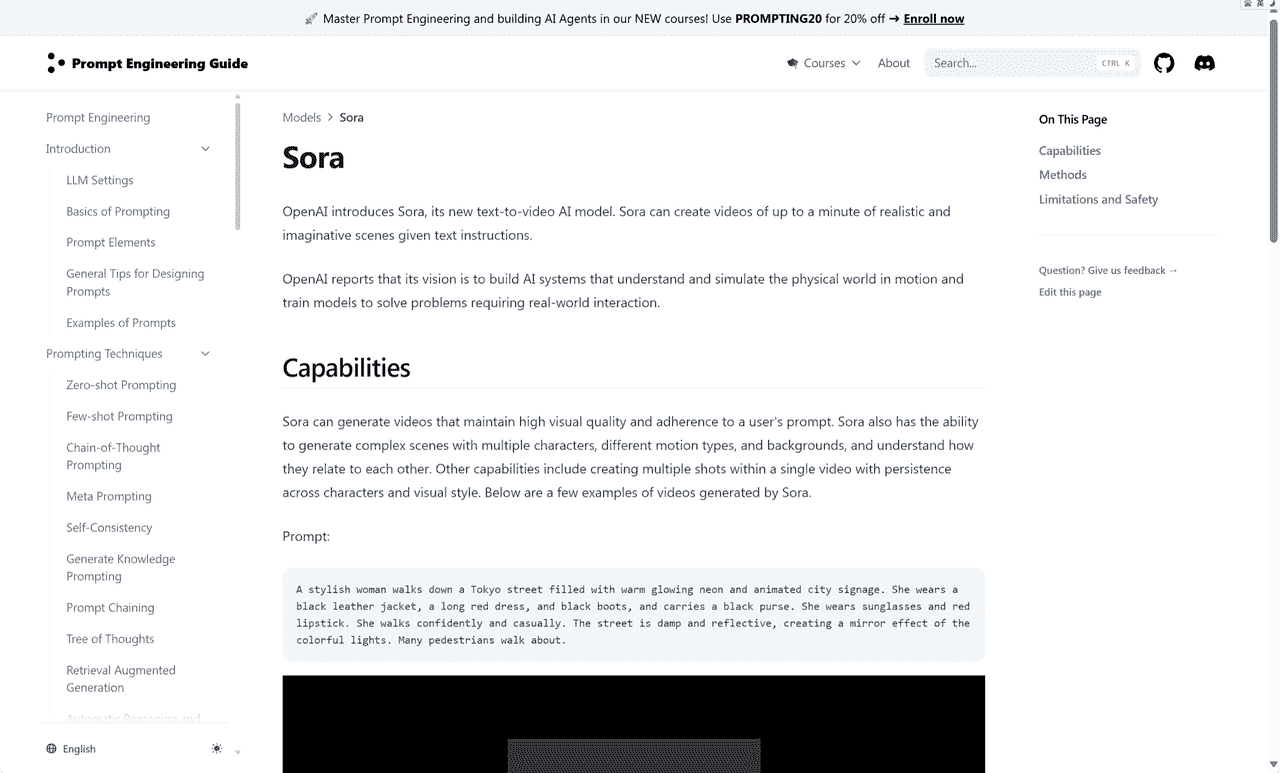 Master Prompt Engineering and building AI Agents in our NEW courses! Use PROMPTING20 for 20% off → Enroll now
Prompt Engineering Guide
Courses
About
Search...
CTRL K
Prompt Engineering
Introduction
LLM Settings
Basics of Prompting
Prompt Elements
General Tips for Designing
Prompts
Examples of Prompts
Prompting Techniques
Zero-shot Prompting
Few-shot Prompting
Chain-of-Thought
Prompting
Meta Prompting
Self-Consistency
Generate Knowledge
Prompting
Prompt Chaining
Tree of Thoughts
Retrieval Augmented
Generation
Automatic Reasoning and
English
Models > Sora
Sora
OpenAI introduces Sora, its new text-to-video AI model. Sora can create videos of up to a minute of realistic and
imaginative scenes given text instructions.
OpenAI reports that its vision is to build AI systems that understand and simulate the physical world in motion and
train models to solve problems requiring real-world interaction.
Capabilities
Sora can generate videos that maintain high visual quality and adherence to a user's prompt. Sora also has the ability
to generate complex scenes with multiple characters, different motion types, and backgrounds, and understand how
they relate to each other. Other capabilities include creating multiple shots within a single video with persistence
across characters and visual style. Below are a few examples of videos generated by Sora.
Prompt:
A stylish woman walks down a Tokyo street filled with warm glowing neon and animated city signage. She wears a
black leather jacket, a long red dress, and black boots, and carries a black purse. She wears sunglasses and red
lipstick. She walks confidently and casually. The street is damp and reflective, creating a mirror effect of the
colorful lights. Many pedestrians walk about.
On This Page
Capabilities
Methods
Limitations and Safety
Question? Give us feedback →
Edit this page